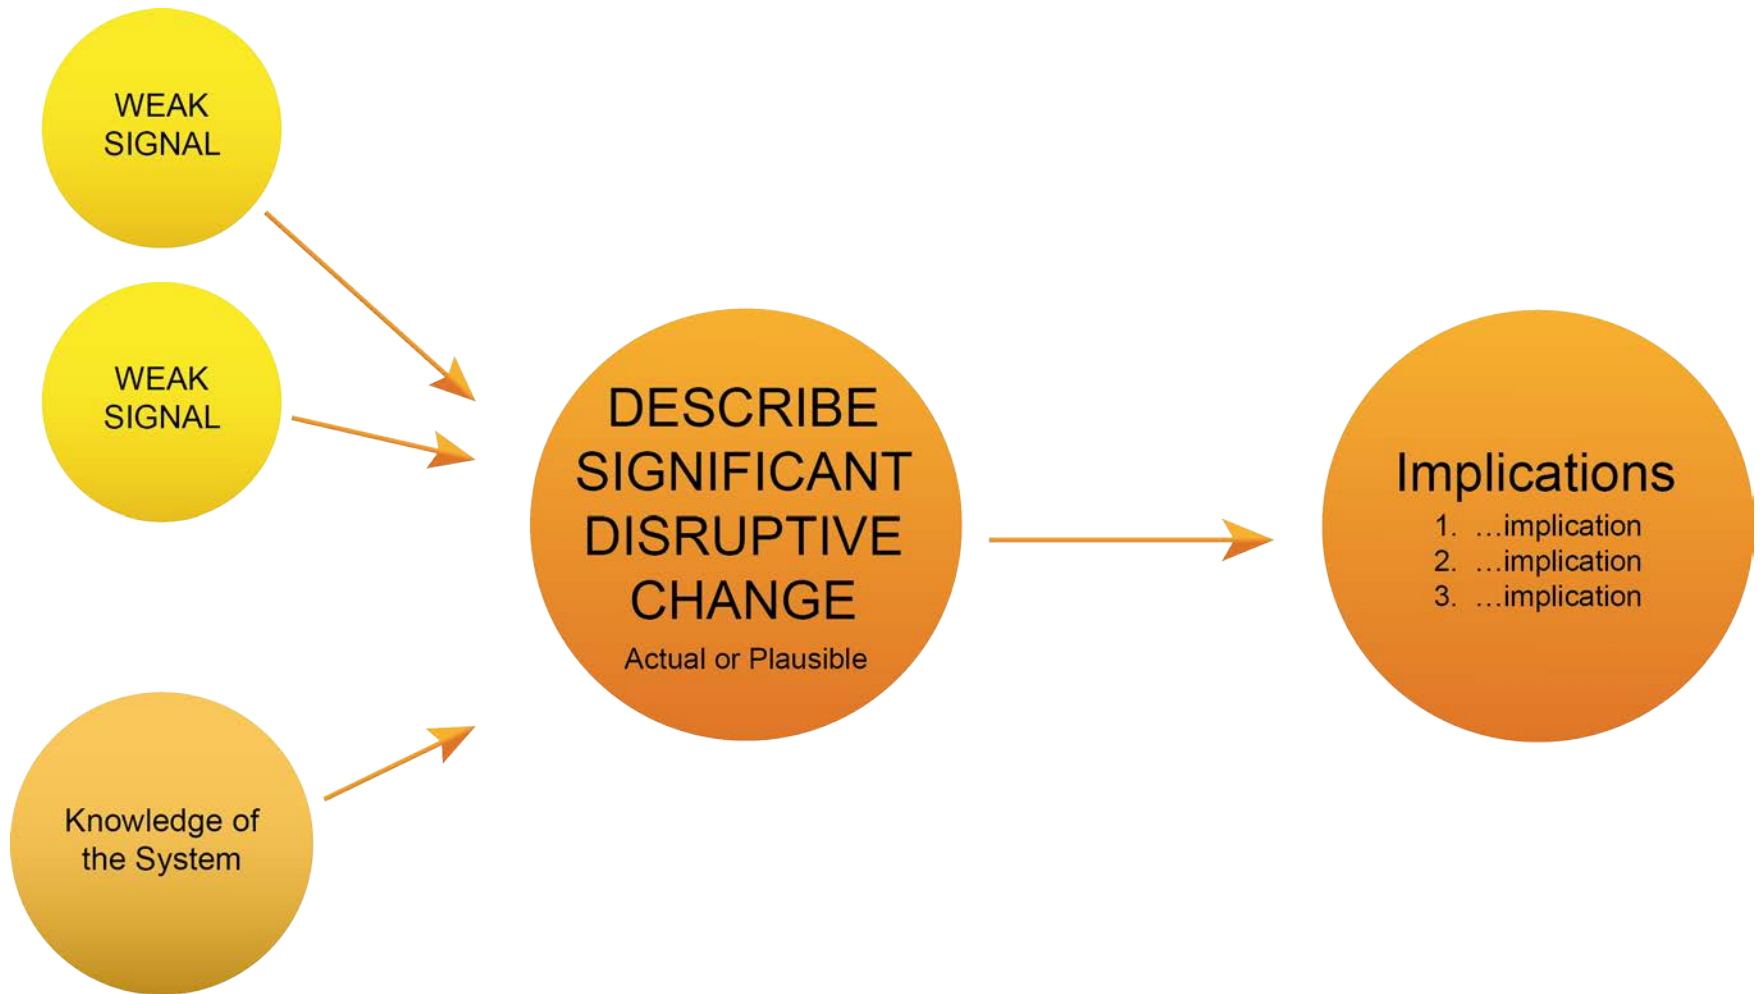 WEAK
SIGNAL
WEAK
SIGNAL
Knowledge of
the System
DESCRIBE
SIGNIFICANT
DISRUPTIVE
CHANGE
Actual or Plausible
Implications
1. ...implication
2. ...implication
3. ...implication